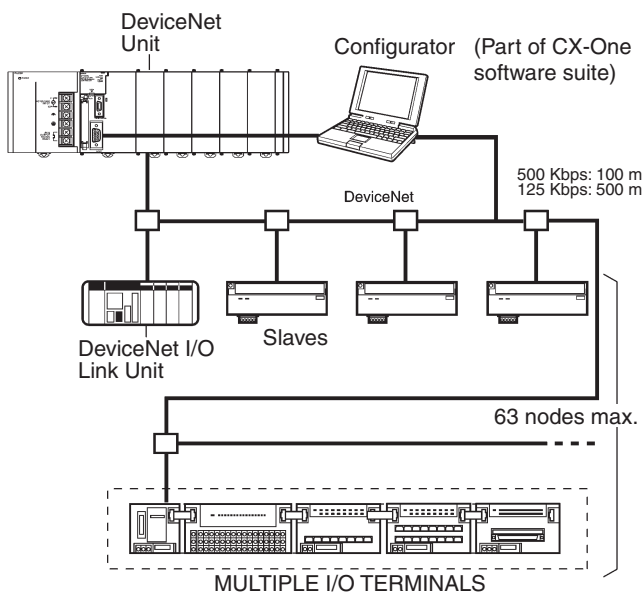 DeviceNet
Unit
Configurator
(Part of CX-One
software suite)
500 Kbps: 100 m
125 Kbps: 500 m
DeviceNet
DeviceNet I/O
Link Unit
Slaves
63 nodes max.
MULTIPLE I/O TERMINALS